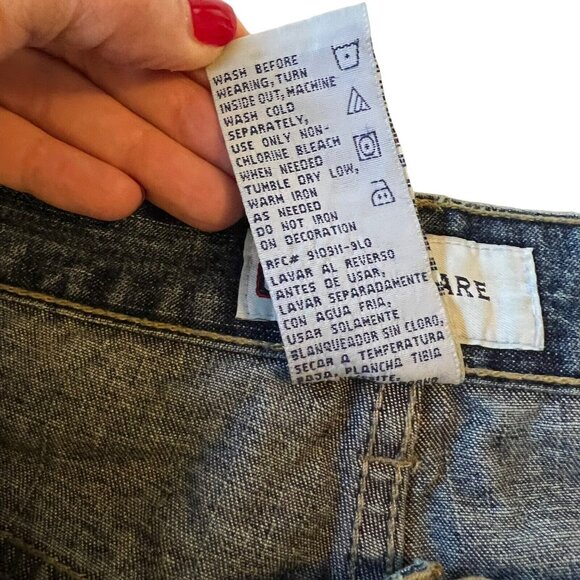 WASH BEFORE
WEARING, TURN
INSIDE OUT, MACHINE
WASH COLD
SEPARATELY,
USE ONLY NON-
CHLORINE BLEACH
WHEN NEEDED
TUMBLE DRY LOW,
WARM IRON
AS NEEDED
DO NOT IRON
ON DECORATION
RFC# 910911-9L0
LAVAR AL REVERSO
ANTES DE USAR,
LAVAR SEPARADAMENTE
CON AGUA FRIA,
USAR SOLAMENTE
BLANQUEADOR SIN CLORO,
SECAR A TEMPERATURA
BAJA, PLANCHA TIBIA
ARE